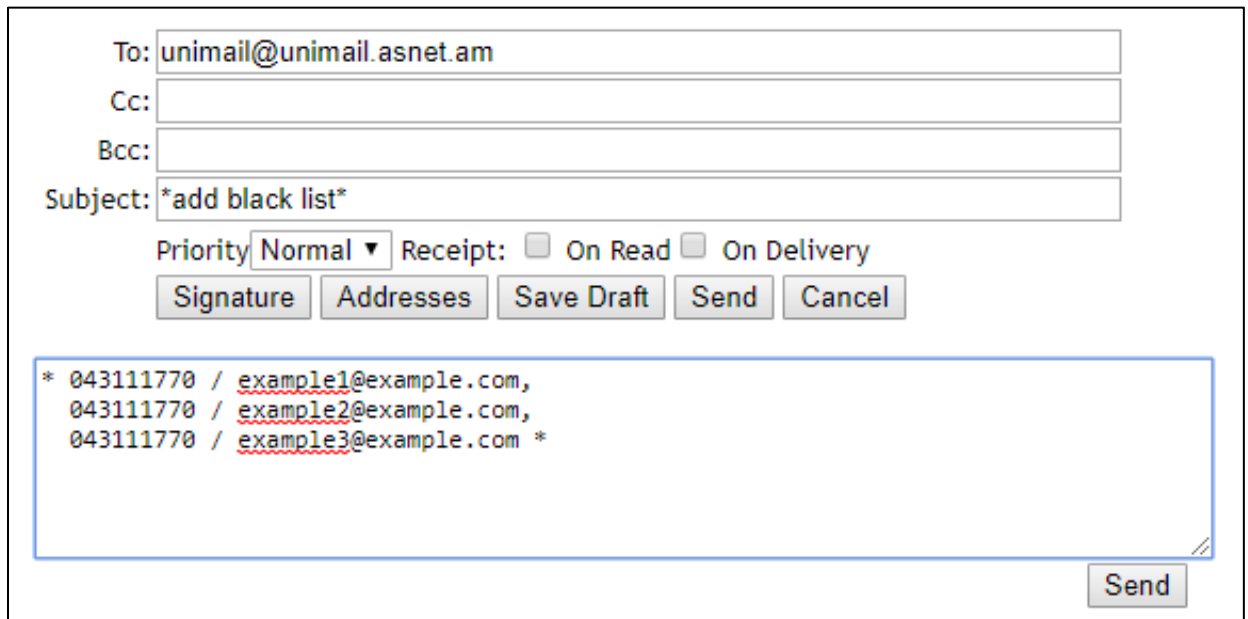 To: unimail@unimail.asnet.am
Cc:
Bcc:
Subject: *add black list*
Priority Normal ▼ Receipt: On Read On Delivery
Signature Addresses Save Draft Send Cancel
* 043111770 / example1@example.com,
043111770 / example2@example.com,
043111770 / example3@example.com *
Send